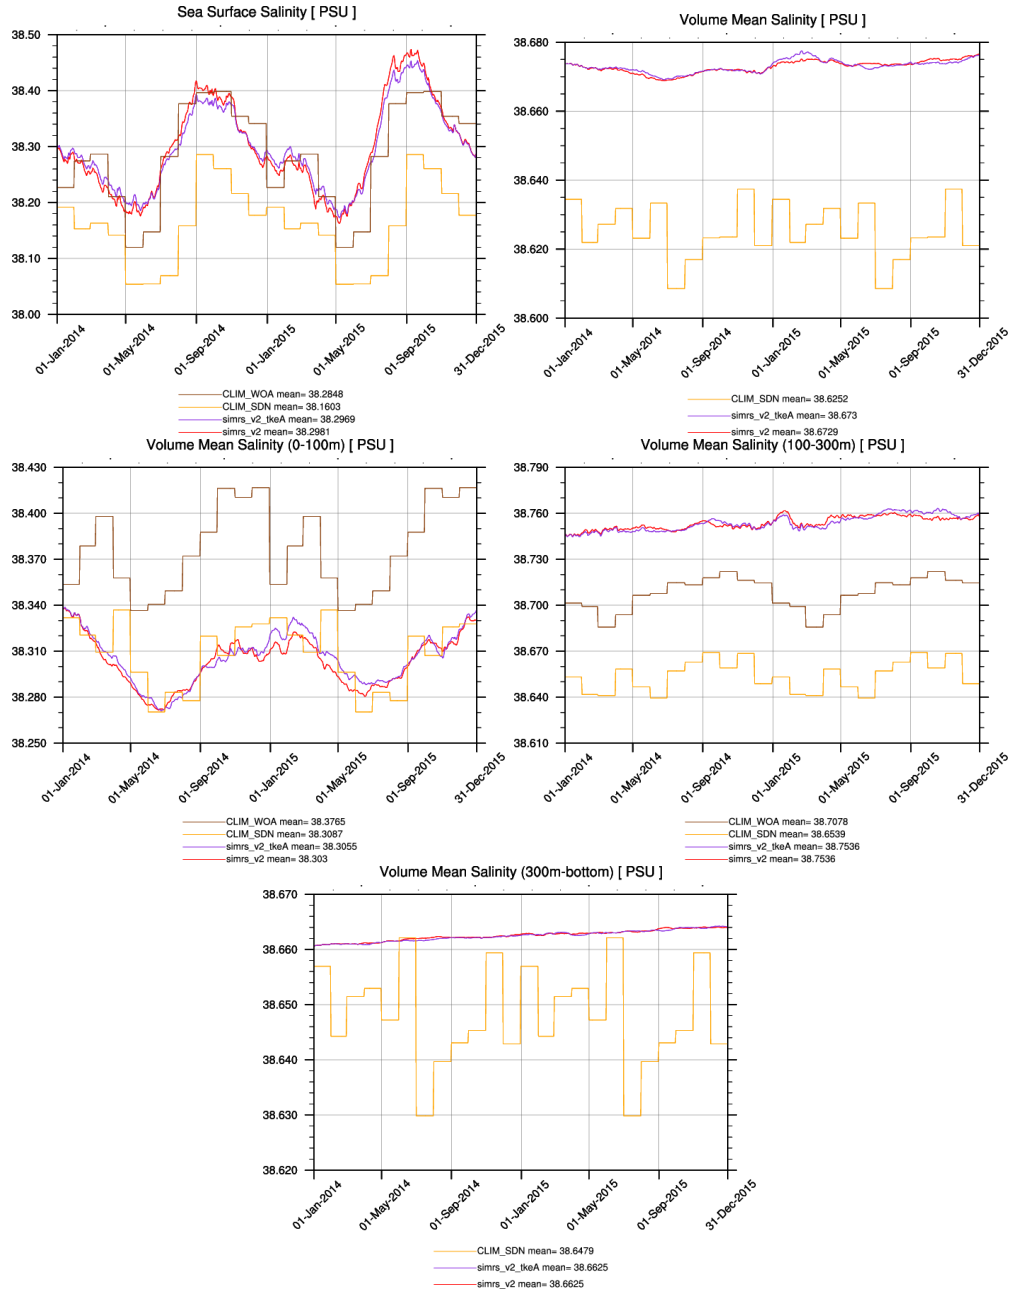 Sea Surface Salinity [ PSU ]
38.50
38.40
38.30
38.20
38.10
38.00
01-Jan-2014
01-May-2014
01-Sep-2014
01-Jan-2015
01-May-2015
01-Sep-2015
31-Dec-2015
CLIM_WOA mean= 38.2848
CLIM_SDN mean= 38.1603
simrs_v2_tkeA mean= 38.2969
simrs_v2 mean= 38.2981
Volume Mean Salinity [ PSU ]
38.680
38.660
38.640
38.620
38.600
01-Jan-2014
01-May-2014
01-Sep-2014
01-Jan-2015
01-May-2015
01-Sep-2015
31-Dec-2015
CLIM_SDN mean= 38.6252
simrs_v2_tkeA mean= 38.673
simrs_v2 mean= 38.6729
Volume Mean Salinity (0-100m) [ PSU ]
38.430
38.400
38.370
38.340
38.310
38.280
38.250
01-Jan-2014
01-May-2014
01-Sep-2014
01-Jan-2015
01-May-2015
01-Sep-2015
31-Dec-2015
CLIM_WOA mean= 38.3765
CLIM_SDN mean= 38.3087
simrs_v2_tkeA mean= 38.3055
simrs_v2 mean= 38.303
Volume Mean Salinity (100-300m) [ PSU ]
38.790
38.760
38.730
38.700
38.670
38.640
38.610
01-Jan-2014
01-May-2014
01-Sep-2014
01-Jan-2015
01-May-2015
01-Sep-2015
31-Dec-2015
CLIM_WOA mean= 38.7078
CLIM_SDN mean= 38.6539
simrs_v2_tkeA mean= 38.7536
simrs_v2 mean= 38.7536
Volume Mean Salinity (300m-bottom) [ PSU ]
38.670
38.660
38.650
38.640
38.630
38.620
01-Jan-2014
01-May-2014
01-Sep-2014
01-Jan-2015
01-May-2015
01-Sep-2015
31-Dec-2015
CLIM_SDN mean= 38.6479
simrs_v2_tkeA mean= 38.6625
simrs_v2 mean= 38.6625